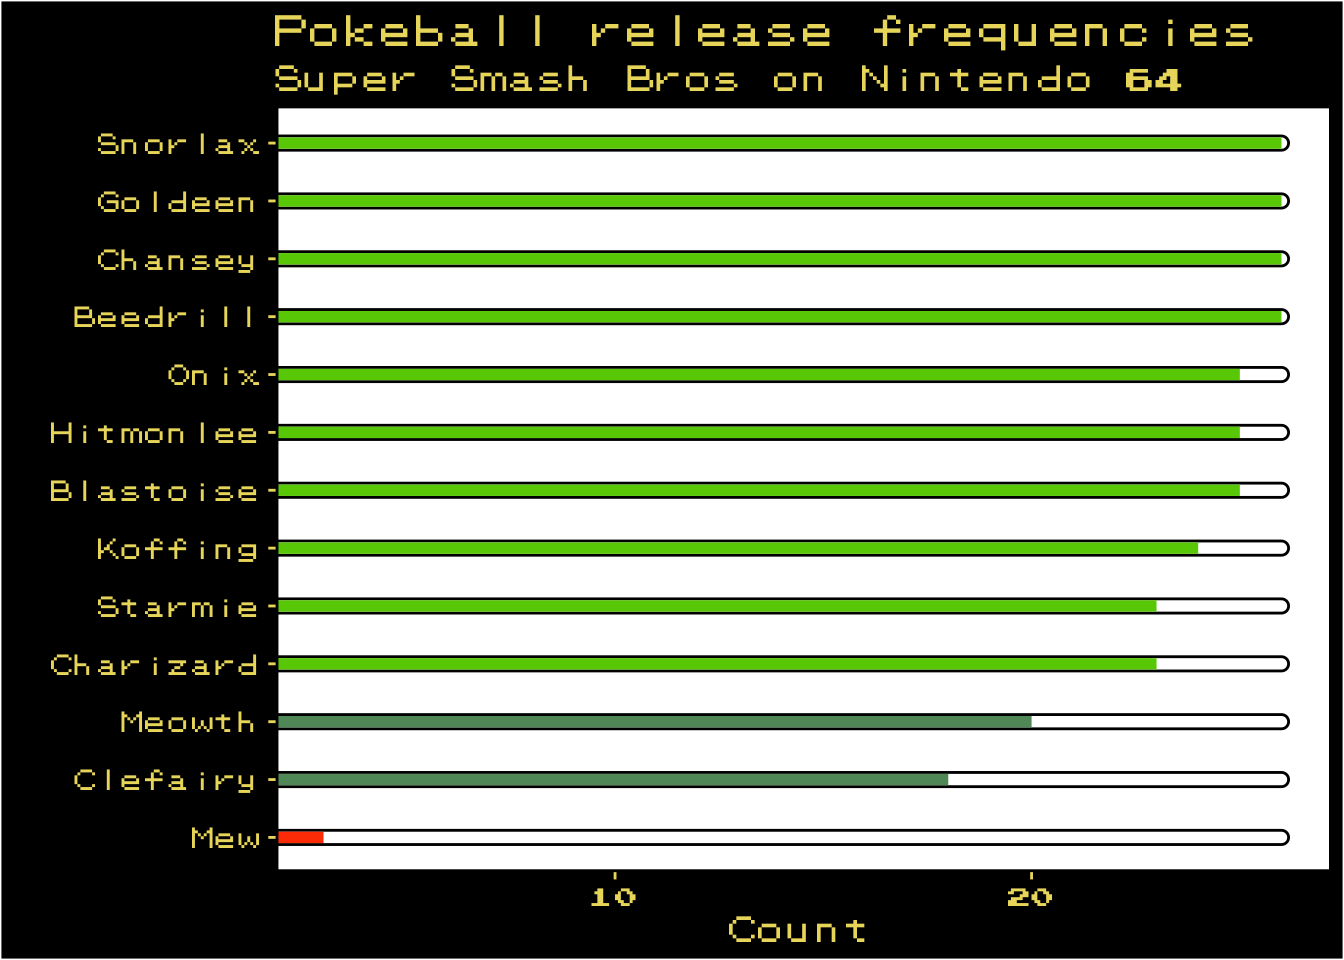 Pokeball release frequencies
Super Smash Bros on Nintendo 64
Snorlax
Goldeen
Chansey
Beedrill
Onix
Hitmonlee
Blastoise
Koffing
Starmie
Charizard
Meowth
Clefairy
Mew
10 20
Count